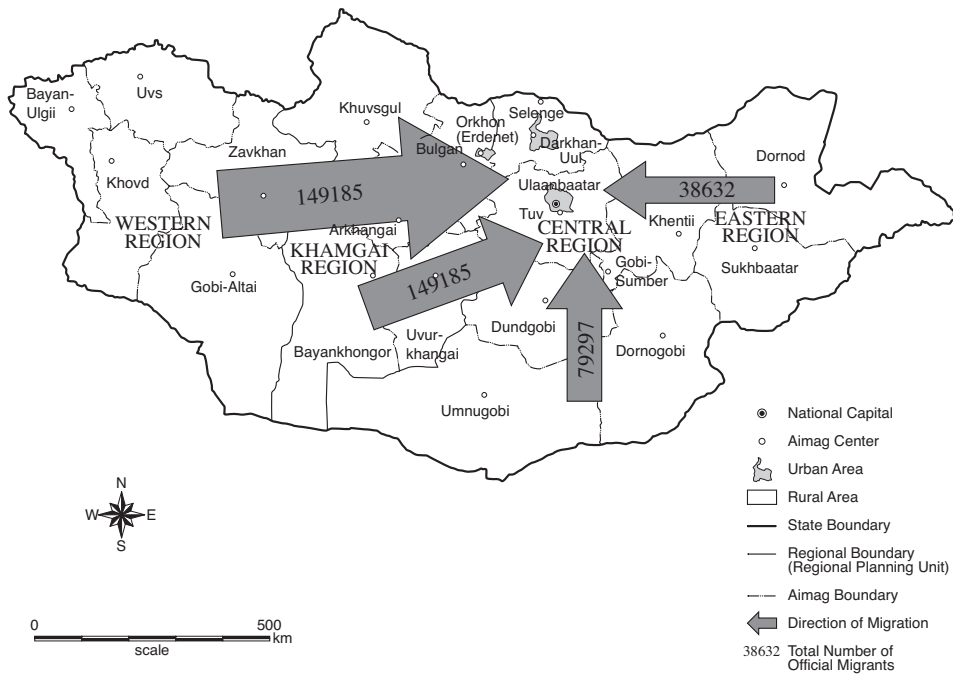 Bayan-
Ulgii
Uvs
Khovd
Zavkhan
Khuvsgul
Orkhon
(Erdenet)
Bulgan
Selenge
Darkhan-
Uul
Dornod
149185
Ulaanbaatar
38632
Tuv
Khentii
WESTERN
REGION
Arkhangai
KHAMGAI
REGION
CENTRAL
REGION
EASTERN
REGION
Gobi-Altai
149185
Gobi-
Sumber
Sukhbaatar
Bayankhongor
Uvur-
khangai
Dundgobi
79297
Dornogobi
Umnugobi
N
W
E
S
0
500
km
scale
National Capital
Aimag Center
Urban Area
Rural Area
State Boundary
Regional Boundary
(Regional Planning Unit)
Aimag Boundary
Direction of Migration
38632
Total Number of
Official Migrants